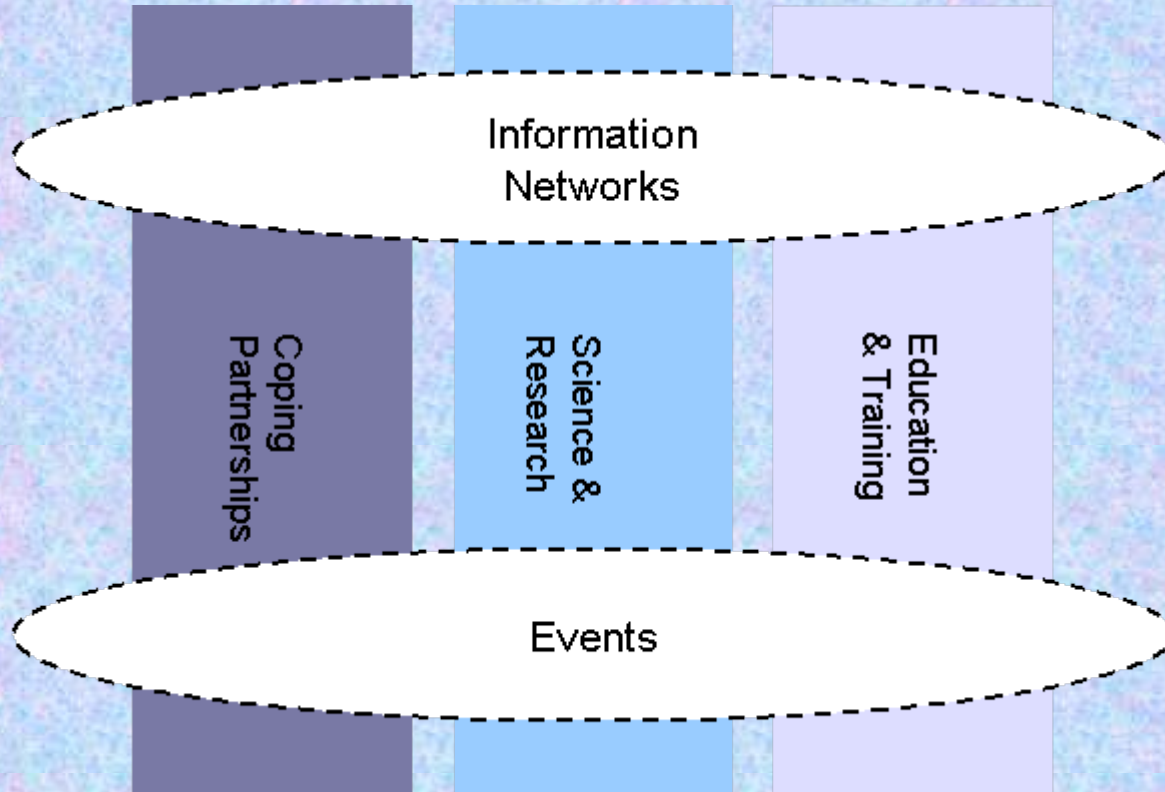 Information
Networks
Coping
Partnerships
Science &
Research
Education
& Training
Events